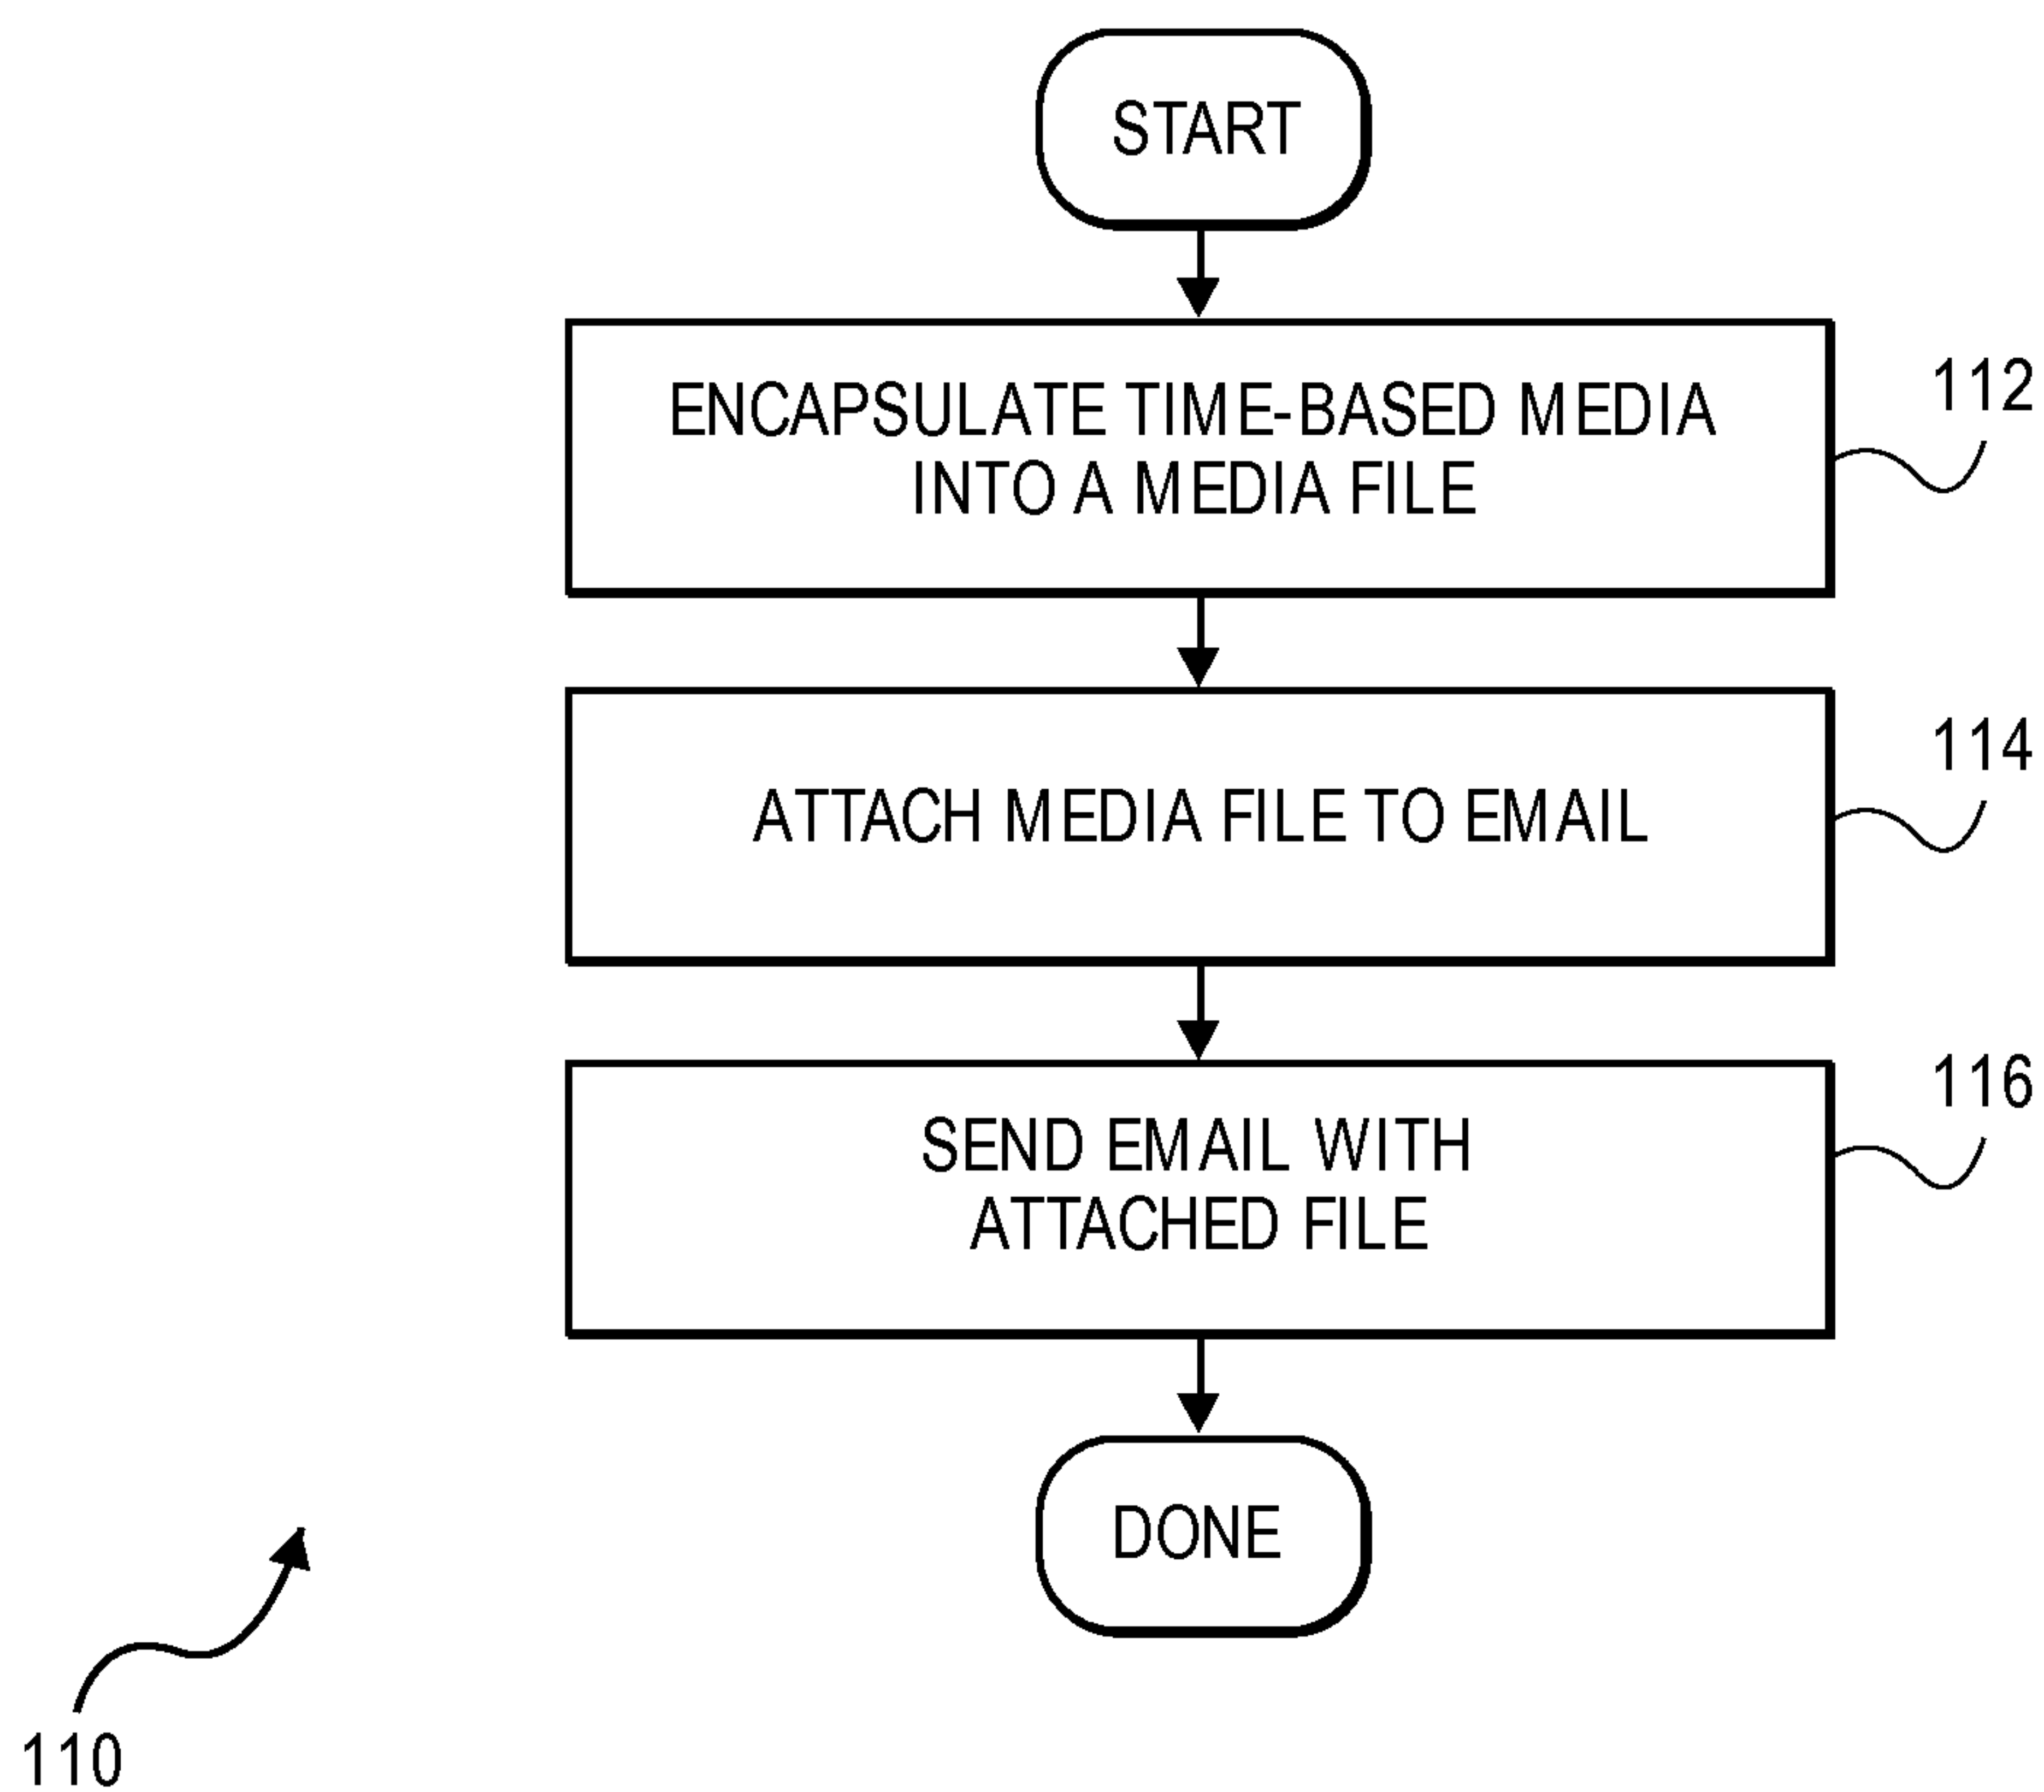 START
ENCAPSULATE TIME-BASED MEDIA
INTO A MEDIA FILE
112
ATTACH MEDIA FILE TO EMAIL
114
SEND EMAIL WITH
ATTACHED FILE
116
DONE
110